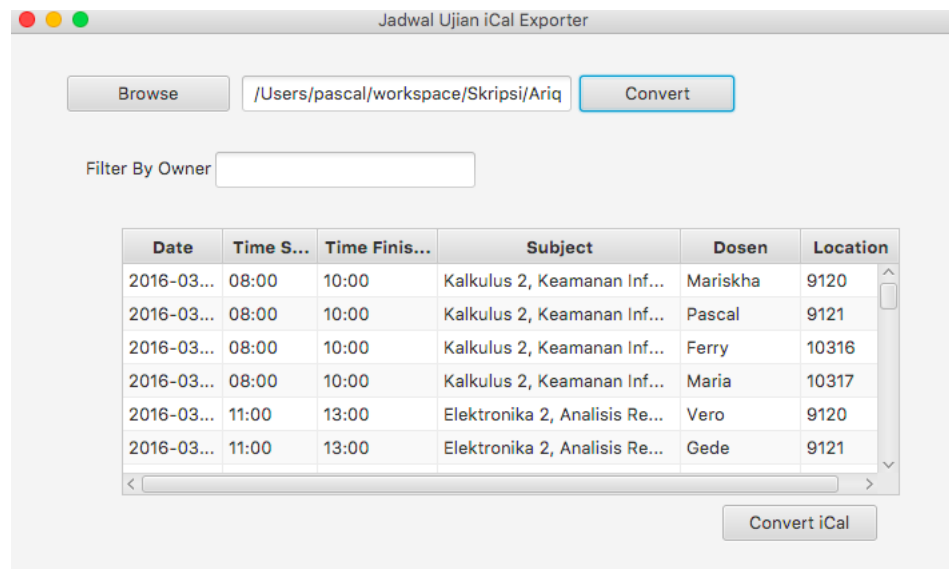 Jadwal Ujian iCal Exporter
Browse /Users/pascal/workspace/Skripsi/Ariq Convert
Filter By Owner
Date Time S... Time Finis... Subject Dosen Location
2016-03... 08:00 10:00 Kalkulus 2, Keamanan Inf... Mariskha 9120
2016-03... 08:00 10:00 Kalkulus 2, Keamanan Inf... Pascal 9121
2016-03... 08:00 10:00 Kalkulus 2, Keamanan Inf... Ferry 10316
2016-03... 08:00 10:00 Kalkulus 2, Keamanan Inf... Maria 10317
2016-03... 11:00 13:00 Elektronika 2, Analisis Re... Vero 9120
2016-03... 11:00 13:00 Elektronika 2, Analisis Re... Gede 9121
Convert iCal